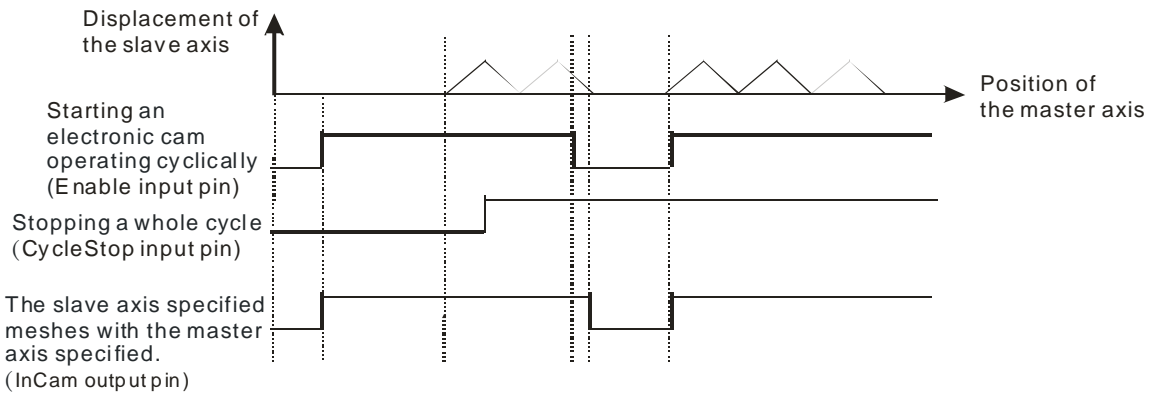 Displacement of
the slave axis
Position of
the master axis
Starting an
electronic cam
operating cyclically
(Enable input pin)
Stopping a whole cycle
(CycleStop input pin)
The slave axis specified
meshes with the master
axis specified.
(InCam output pin)